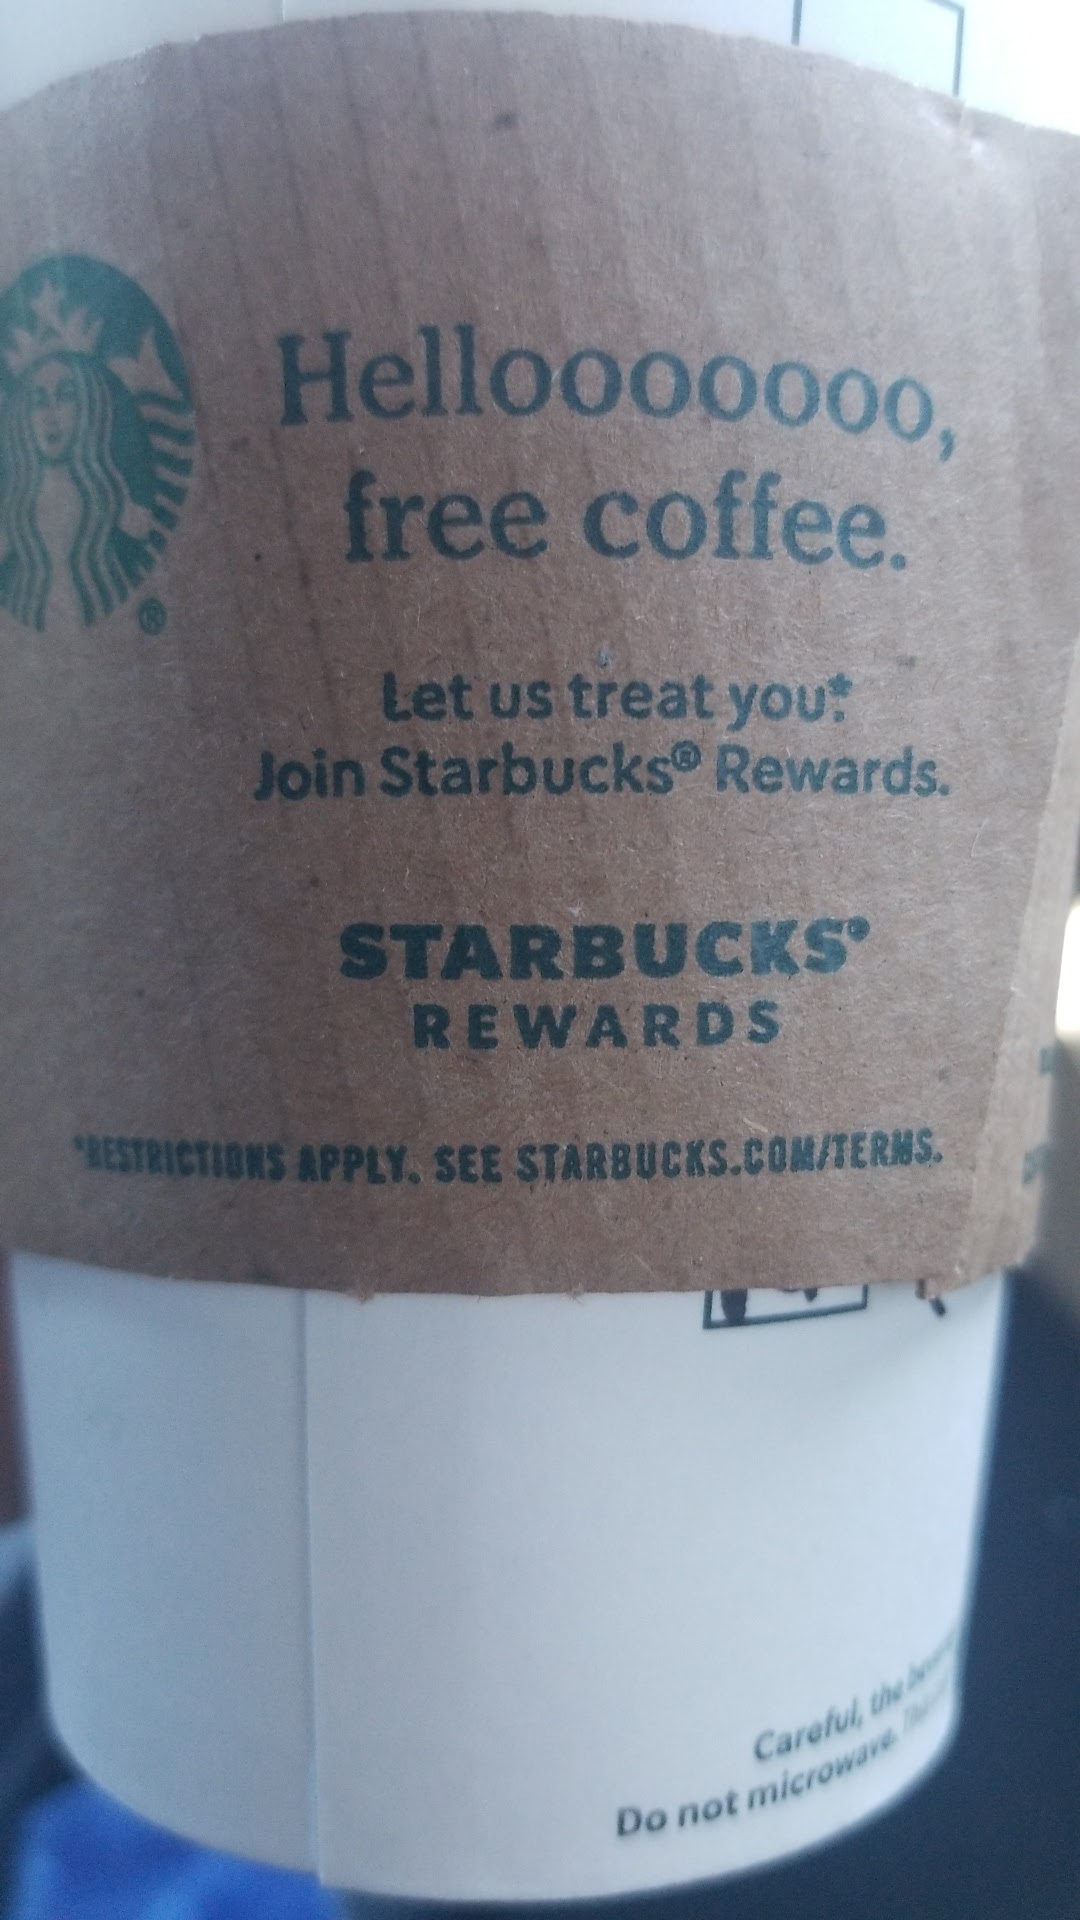 Hellooooooo,
free coffee.
Let us treat you.*
Join Starbucks® Rewards.
STARBUCKS®
REWARDS
*RESTRICTIONS APPLY. SEE STARBUCKS.COM/TERMS.
Careful, the
Do not microwave.